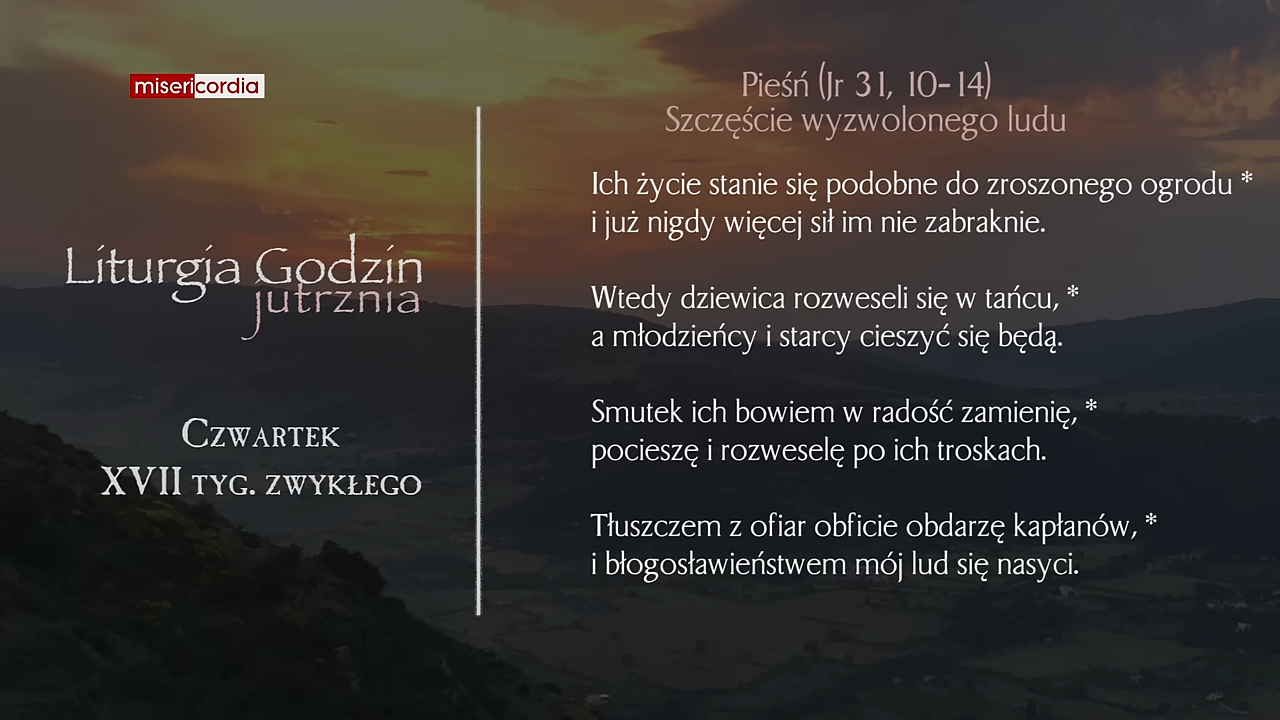 misericordia
Liturgia Godzin
jutrznia
Czwartek
XVII tyg. zwykłego
Pieśń (Jr 31, 10-14)
Szczęście wyzwolonego ludu
Ich życie stanie się podobne do zroszonego ogrodu *
i już nigdy więcej sił im nie zabraknie.
Wtedy dziewica rozweseli się w tańcu, *
a młodzieńcy i starcy cieszyć się będą.
Smutek ich bowiem w radość zamienię, *
pocieszę i rozweselę po ich troskach.
Tłuszczem z ofiar obficie obdarzę kapłanów, *
i błogosławieństwem mój lud się nasyci.